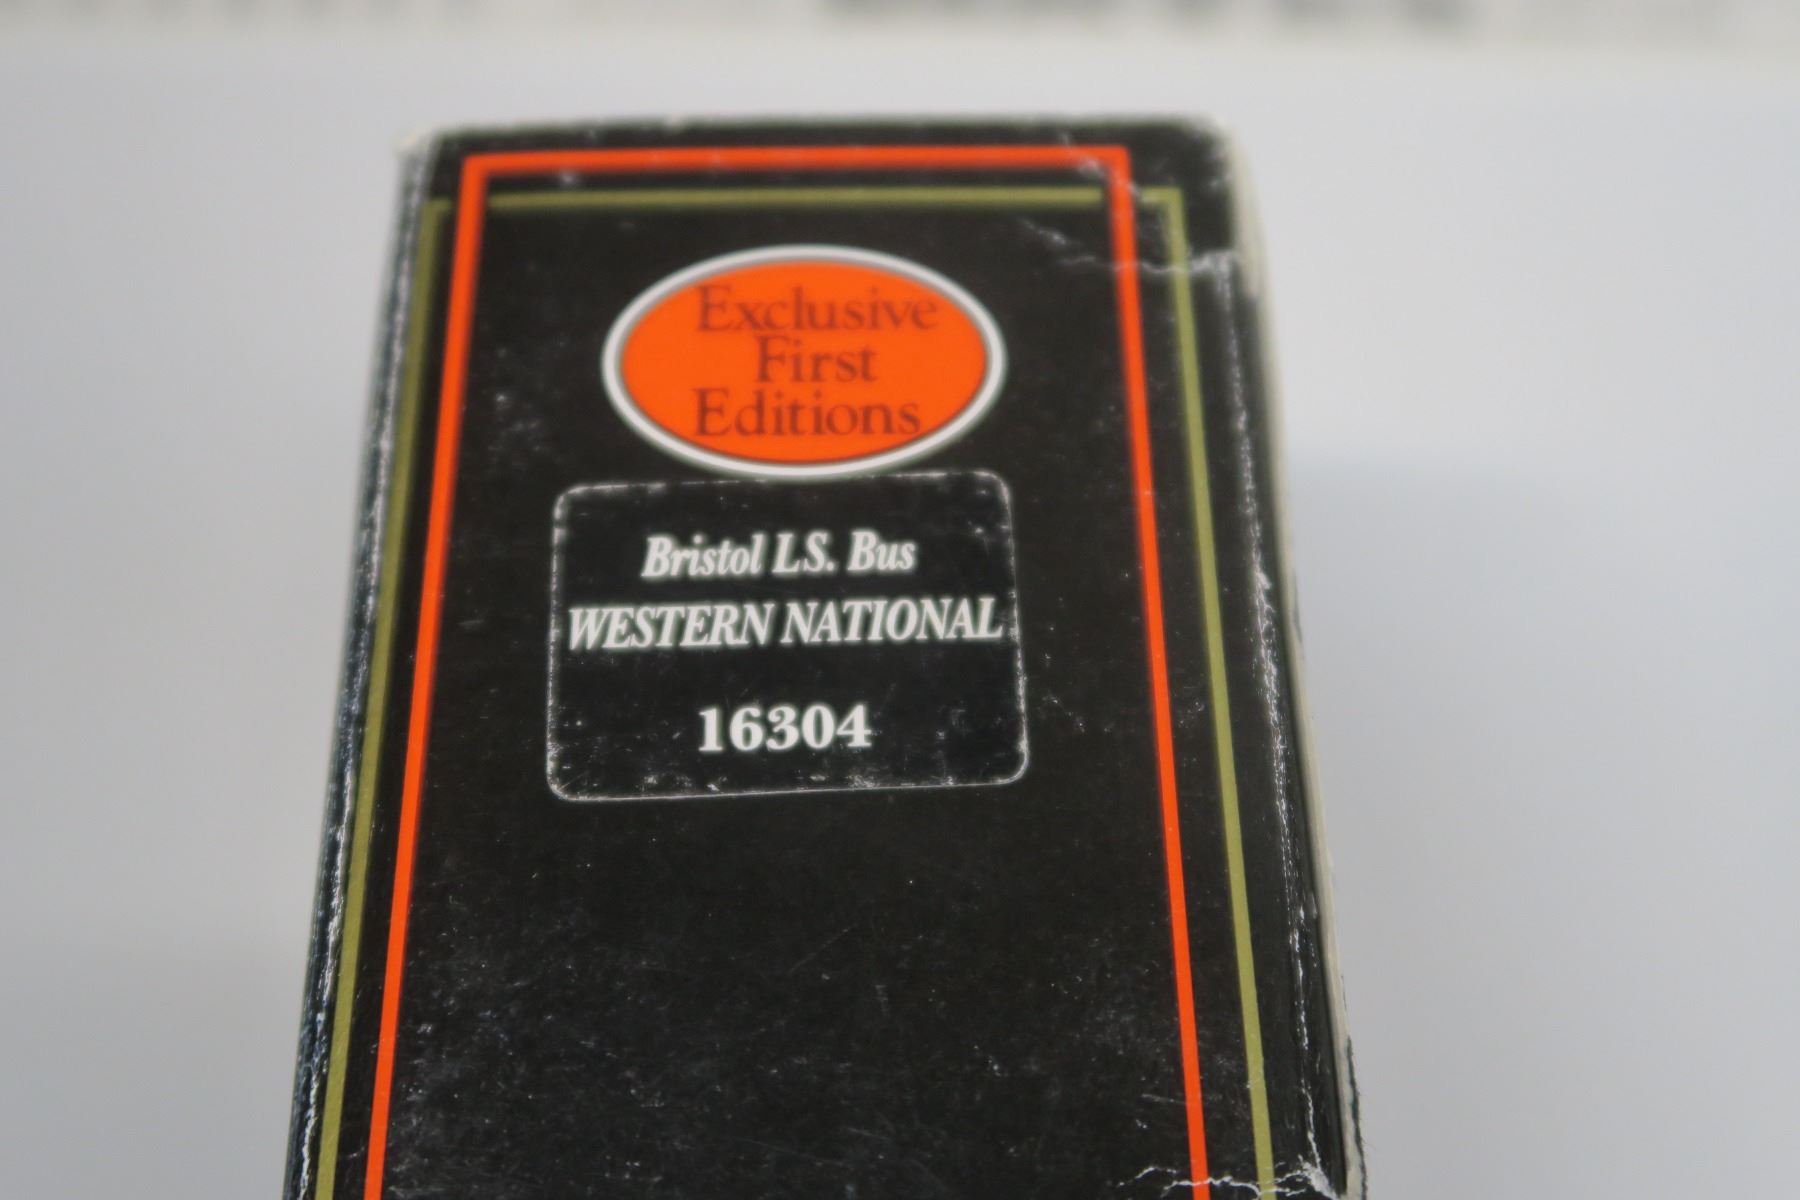 Exclusive
First
Editions
Bristol LS. Bus
WESTERN NATIONAL
16304